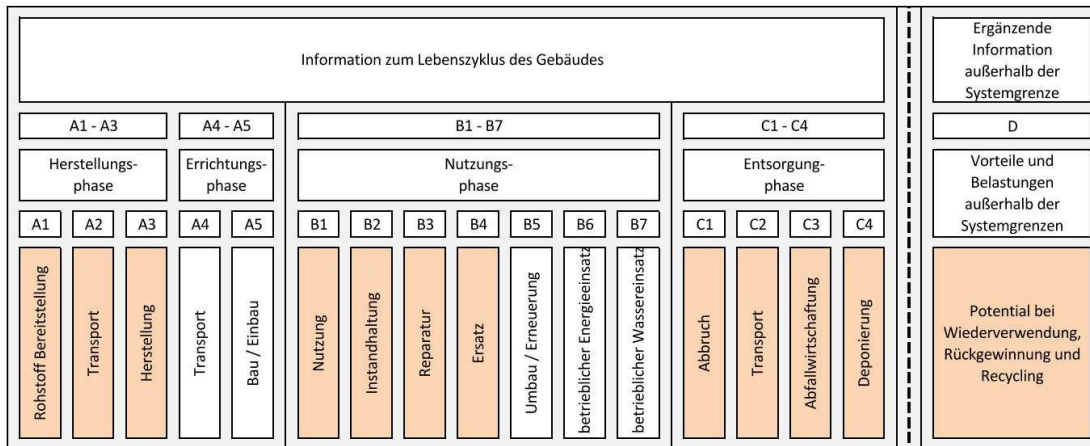 Information zum Lebenszyklus des Gebäudes
Ergänzende
Information
außerhalb der
Systemgrenze
A1 - A3
A4 - A5
B1 - B7
C1 - C4
D
Herstellungs-
phase
Errichtungs-
phase
Nutzungs-
phase
Entsorgung-
phase
Vorteile und
Belastungen
außerhalb der
Systemgrenzen
A1
A2
A3
A4
A5
B1
B2
B3
B4
B5
B6
B7
C1
C2
C3
C4
Rohstoff Bereitstellung
Transport
Herstellung
Transport
Bau / Einbau
Nutzung
Instandhaltung
Reparatur
Ersatz
Umbau / Erneuerung
betrieblicher Energieeinsatz
betrieblicher Wassereinsatz
Abbruch
Transport
Abfallwirtschaftung
Deponierung
Potential bei
Wiederverwendung,
Rückgewinnung und
Recycling